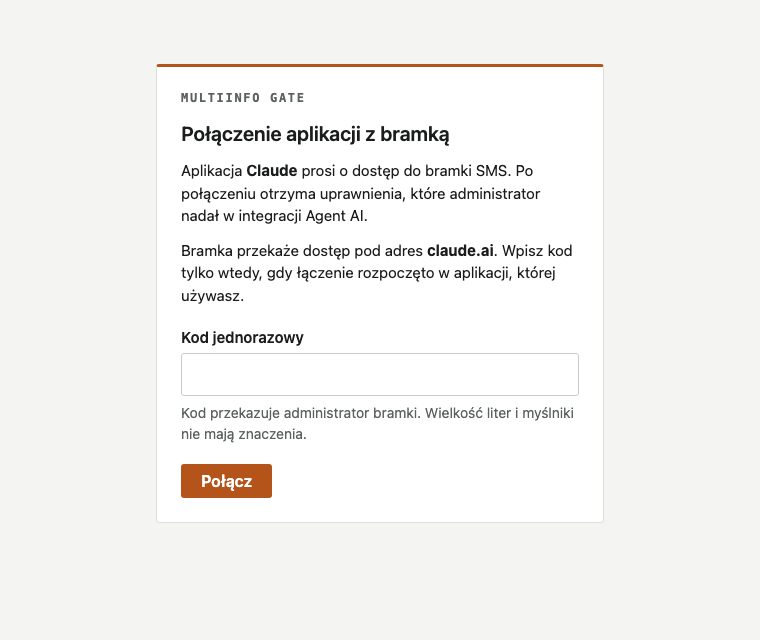 MULTIINFO GATE
Połączenie aplikacji z bramką
Aplikacja Claude prosi o dostęp do bramki SMS. Po
połączeniu otrzyma uprawnienia, które administrator
nadał w integracji Agent AI.
Bramka przekaże dostęp pod adres claude.ai. Wpisz kod
tylko wtedy, gdy łączenie rozpoczęto w aplikacji, której
używasz.
Kod jednorazowy
Kod przekazuje administrator bramki. Wielkość liter i myślniki
nie mają znaczenia.
Połącz